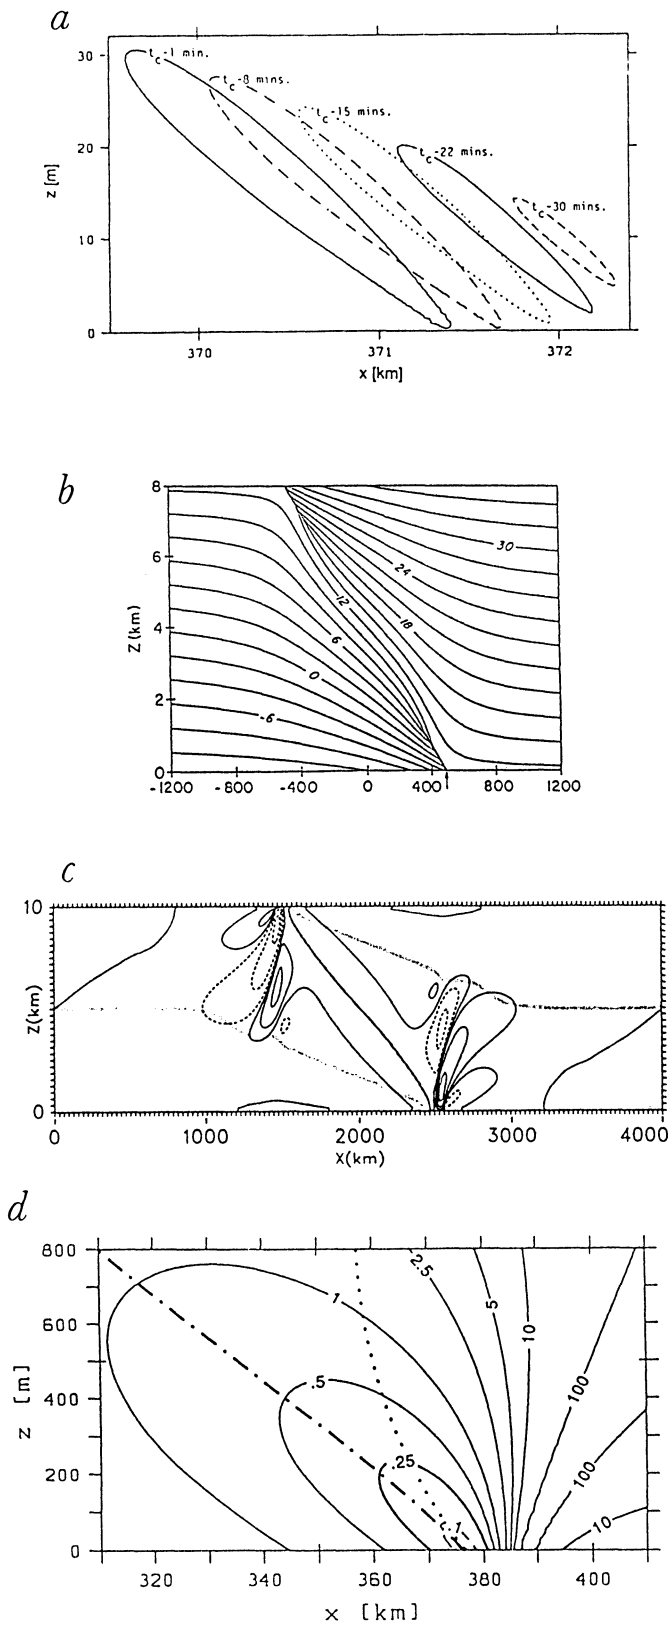 a
30
20
10
0
z [m]
t_c-1 min.
t_c-8 mins.
t_c-15 mins.
t_c-22 mins.
t_c-30 mins.
370 371 372
x [km]
b
8
6
4
2
0
Z(km)
30
24
18
12
6
0
-6
-1200 -800 -400 0 400 800 1200
c
10
0
Z(km)
0 1000 2000 3000 4000
X(km)
d
800
600
400
200
0
z [m]
1
.5
.25
.1
2.5
5
10
100
100
10
320 340 360 380 400
x [km]